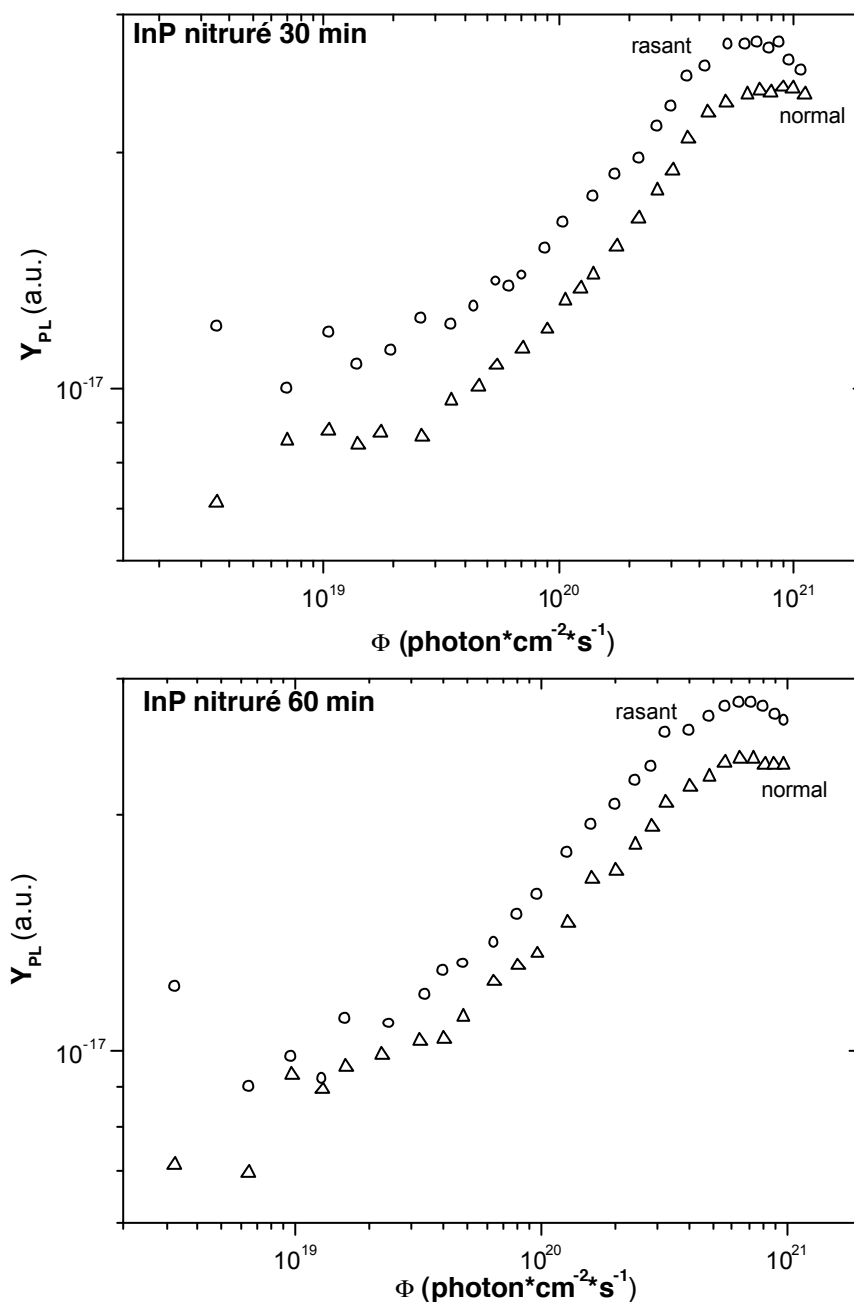 InP nitruré 30 min
rasant
normal
Y_PL (a.u.)
10^-17
10^19
10^20
10^21
Φ (photon*cm^-2*s^-1)
InP nitruré 60 min
rasant
normal
Y_PL (a.u.)
10^-17
10^19
10^20
10^21
Φ (photon*cm^-2*s^-1)